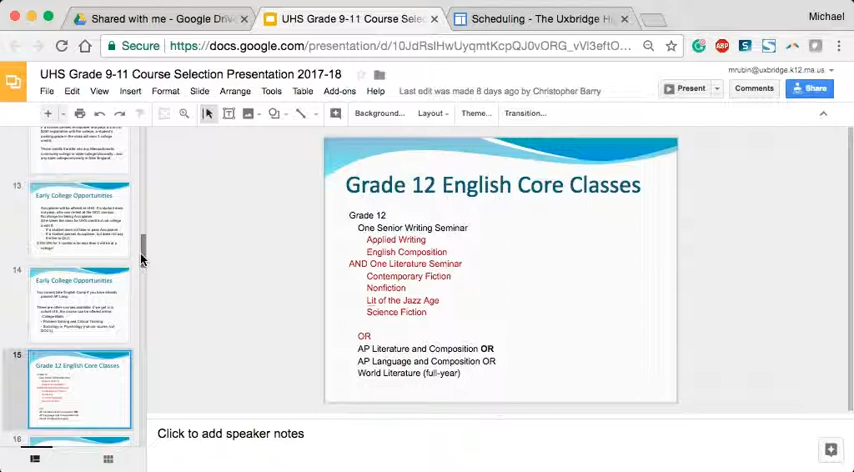 Michael
Shared with me - Google Driv
UHS Grade 9-11 Course Selec
Scheduling - The Uxbridge Hi
Secure
https://docs.google.com/presentation/d/10JdRslHwUyqmtKcpQJ0vORG_vVl3eftO...
UHS Grade 9-11 Course Selection Presentation 2017-18
mrubin@uxbridge.k12.ma.us
File Edit View Insert Format Slide Arrange Tools Table Add-ons Help
Last edit was made 8 days ago by Christopher Barry
Present
Comments
Share
Background...
Layout
Theme...
Transition...
13
Early College Opportunities
14
Early College Opportunities
15
Grade 12 English Core Classes
16
Grade 12 English Core Classes
Grade 12
One Senior Writing Seminar
Applied Writing
English Composition
AND One Literature Seminar
Contemporary Fiction
Nonfiction
Lit of the Jazz Age
Science Fiction
OR
AP Literature and Composition OR
AP Language and Composition OR
World Literature (full-year)
Click to add speaker notes